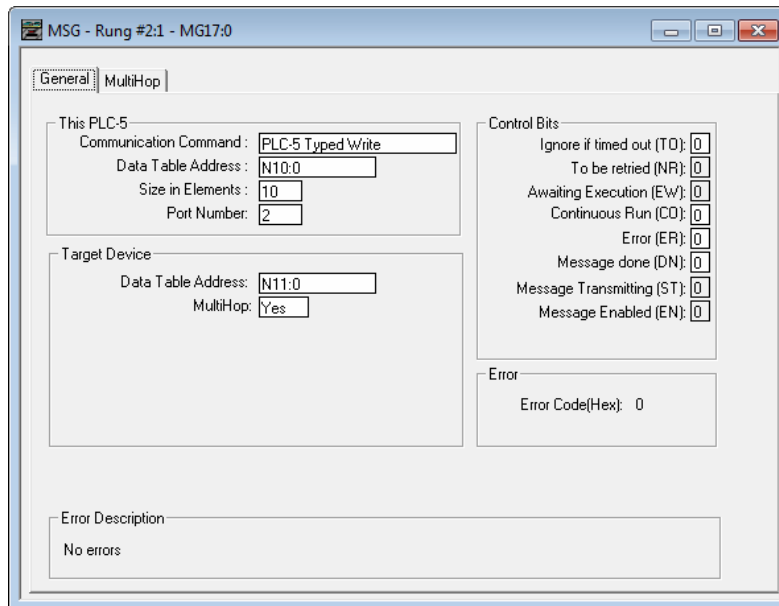 MSG - Rung #2:1 - MG17:0
General MultiHop
This PLC-5
Communication Command : PLC-5 Typed Write
Data Table Address : N10:0
Size in Elements : 10
Port Number: 2
Target Device
Data Table Address: N11:0
MultiHop: Yes
Control Bits
Ignore if timed out (TO): 0
To be retried (NR): 0
Awaiting Execution (EW): 0
Continuous Run (CO): 0
Error (ER): 0
Message done (DN): 0
Message Transmitting (ST): 0
Message Enabled (EN): 0
Error
Error Code(Hex): 0
Error Description
No errors